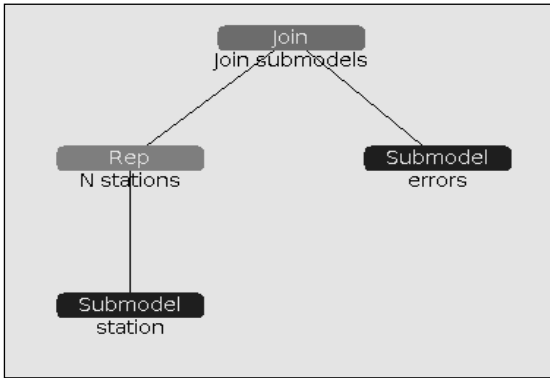 Join
Join submodels
Rep
N stations
Submodel
errors
Submodel
station